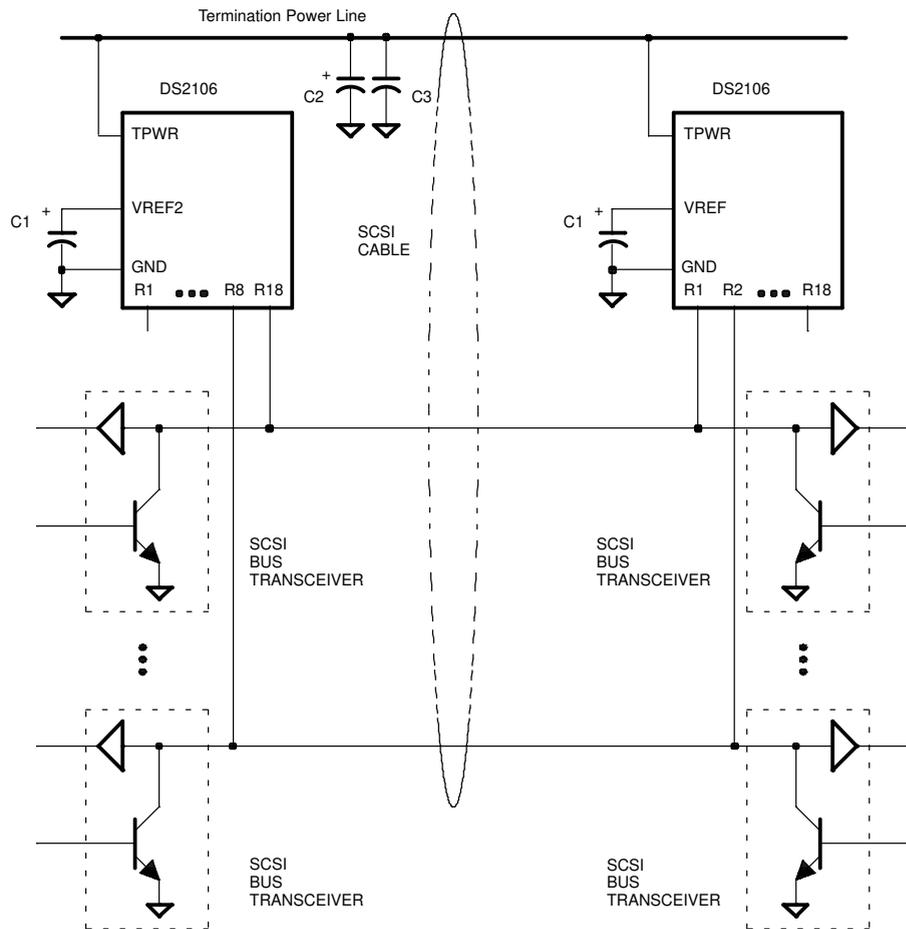 Termination Power Line
DS2106
C2
+
C3
DS2106
TPWR
TPWR
C1
+
VREF2
C1
+
VREF
SCSI
CABLE
GND
GND
R1
R8
R18
R1
R2
R18
SCSI
BUS
TRANSCEIVER
SCSI
BUS
TRANSCEIVER
SCSI
BUS
TRANSCEIVER
SCSI
BUS
TRANSCEIVER